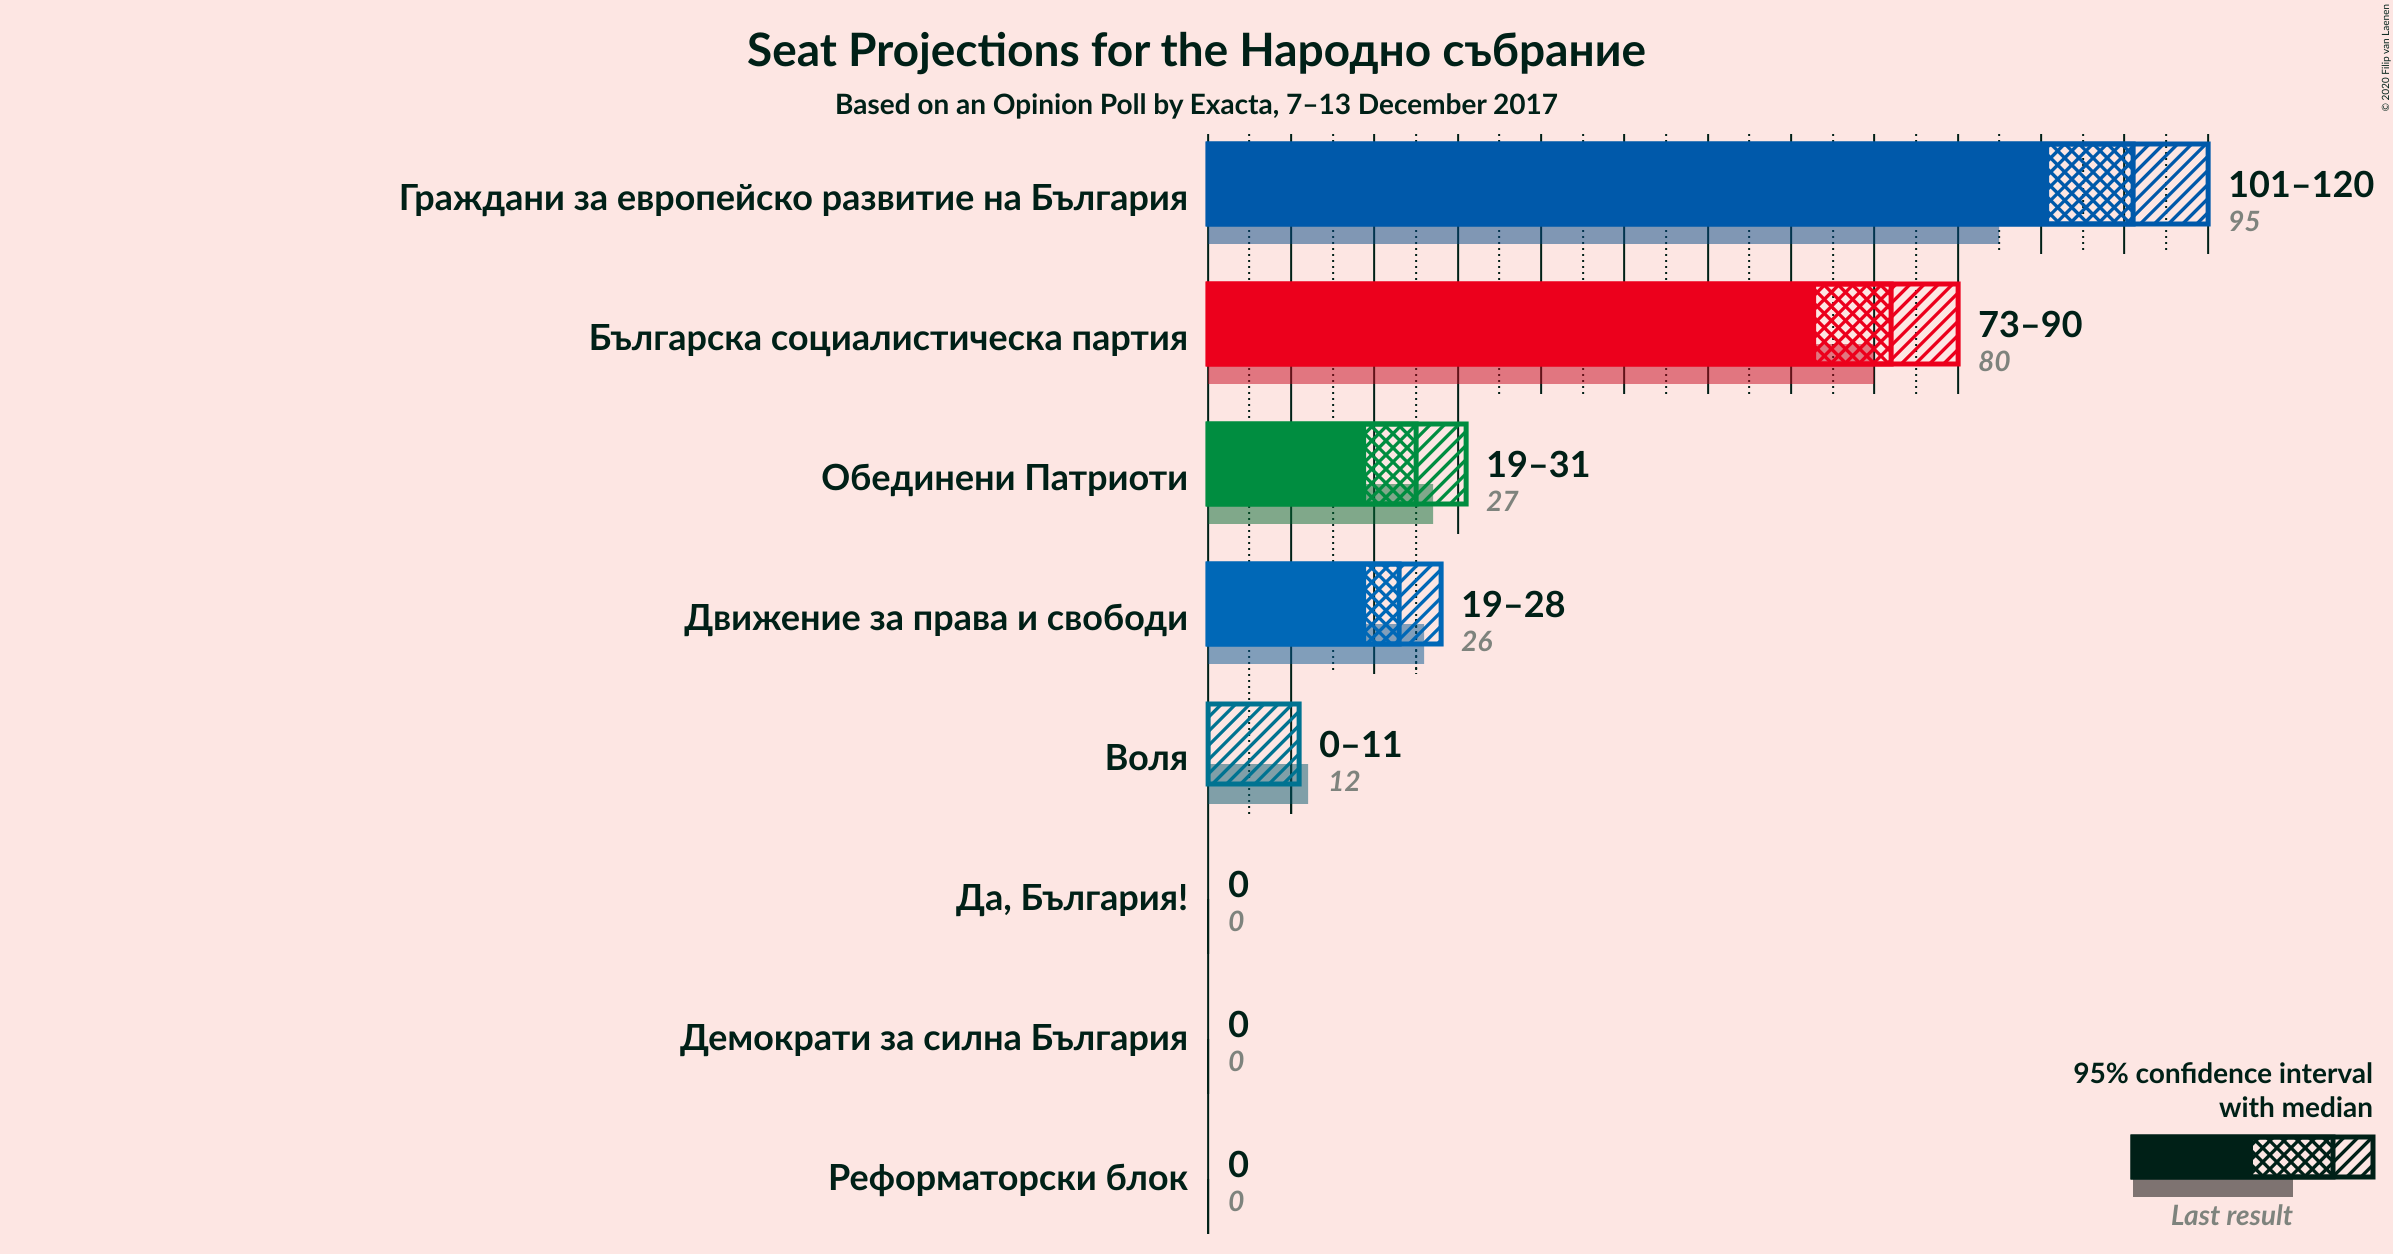 Seat Projections for the Народно събрание
Based on an Opinion Poll by Exacta, 7–13 December 2017
© 2020 Filip van Laenen
Граждани за европейско развитие на България
101–120
95
Българска социалистическа партия
73–90
80
Обединени Патриоти
19–31
27
Движение за права и свободи
19–28
26
Воля
0–11
12
Да, България!
0
0
Демократи за силна България
0
0
Реформаторски блок
0
0
95% confidence interval
with median
Last result